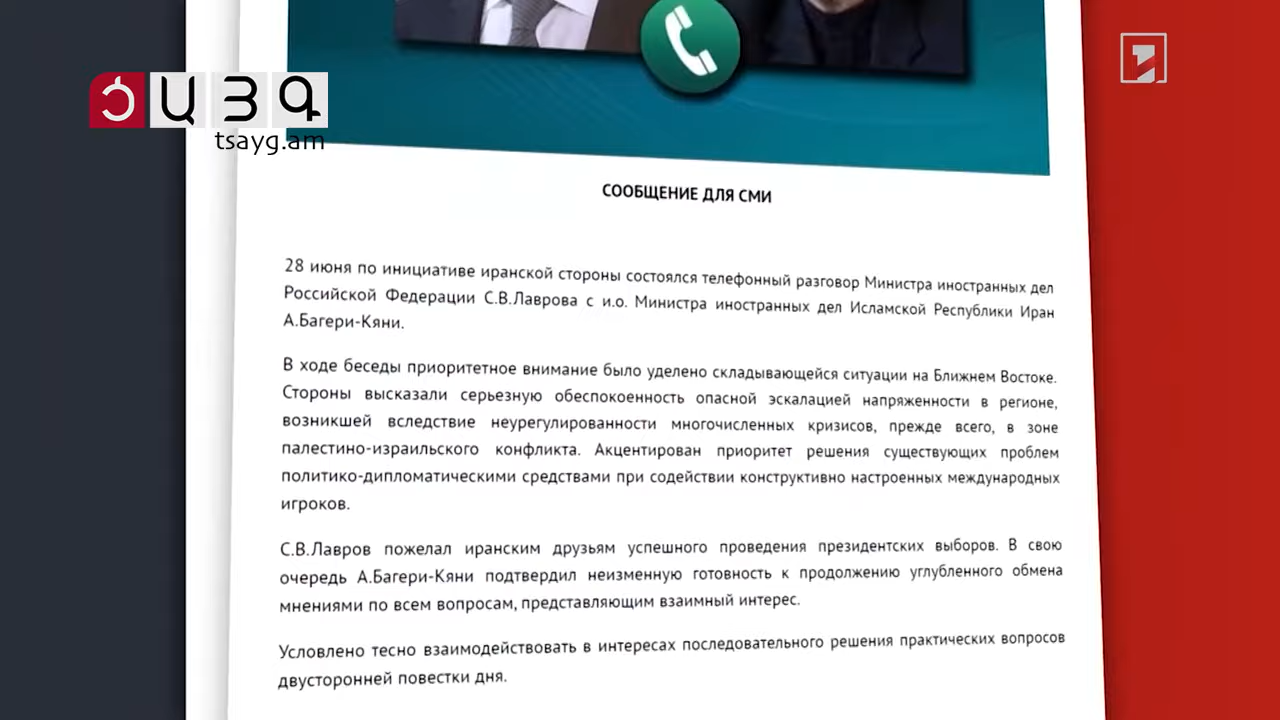 ՑԱՅԳ
tsayg.am
1
СООБЩЕНИЕ ДЛЯ СМИ
28 июня по инициативе иранской стороны состоялся телефонный разговор Министра иностранных дел
Российской Федерации С.В.Лаврова с и.о. Министра иностранных дел Исламской Республики Иран
А.Багери-Кяни.
В ходе беседы приоритетное внимание было уделено складывающейся ситуации на Ближнем Востоке.
Стороны высказали серьезную обеспокоенность опасной эскалацией напряженности в регионе,
возникшей вследствие неурегулированности многочисленных кризисов, прежде всего, в зоне
палестино-израильского конфликта. Акцентирован приоритет решения существующих проблем
политико-дипломатическими средствами при содействии конструктивно настроенных международных
игроков.
С.В.Лавров пожелал иранским друзьям успешного проведения президентских выборов. В свою
очередь А.Багери-Кяни подтвердил неизменную готовность к продолжению углубленного обмена
мнениями по всем вопросам, представляющим взаимный интерес.
Условлено тесно взаимодействовать в интересах последовательного решения практических вопросов
двусторонней повестки дня.